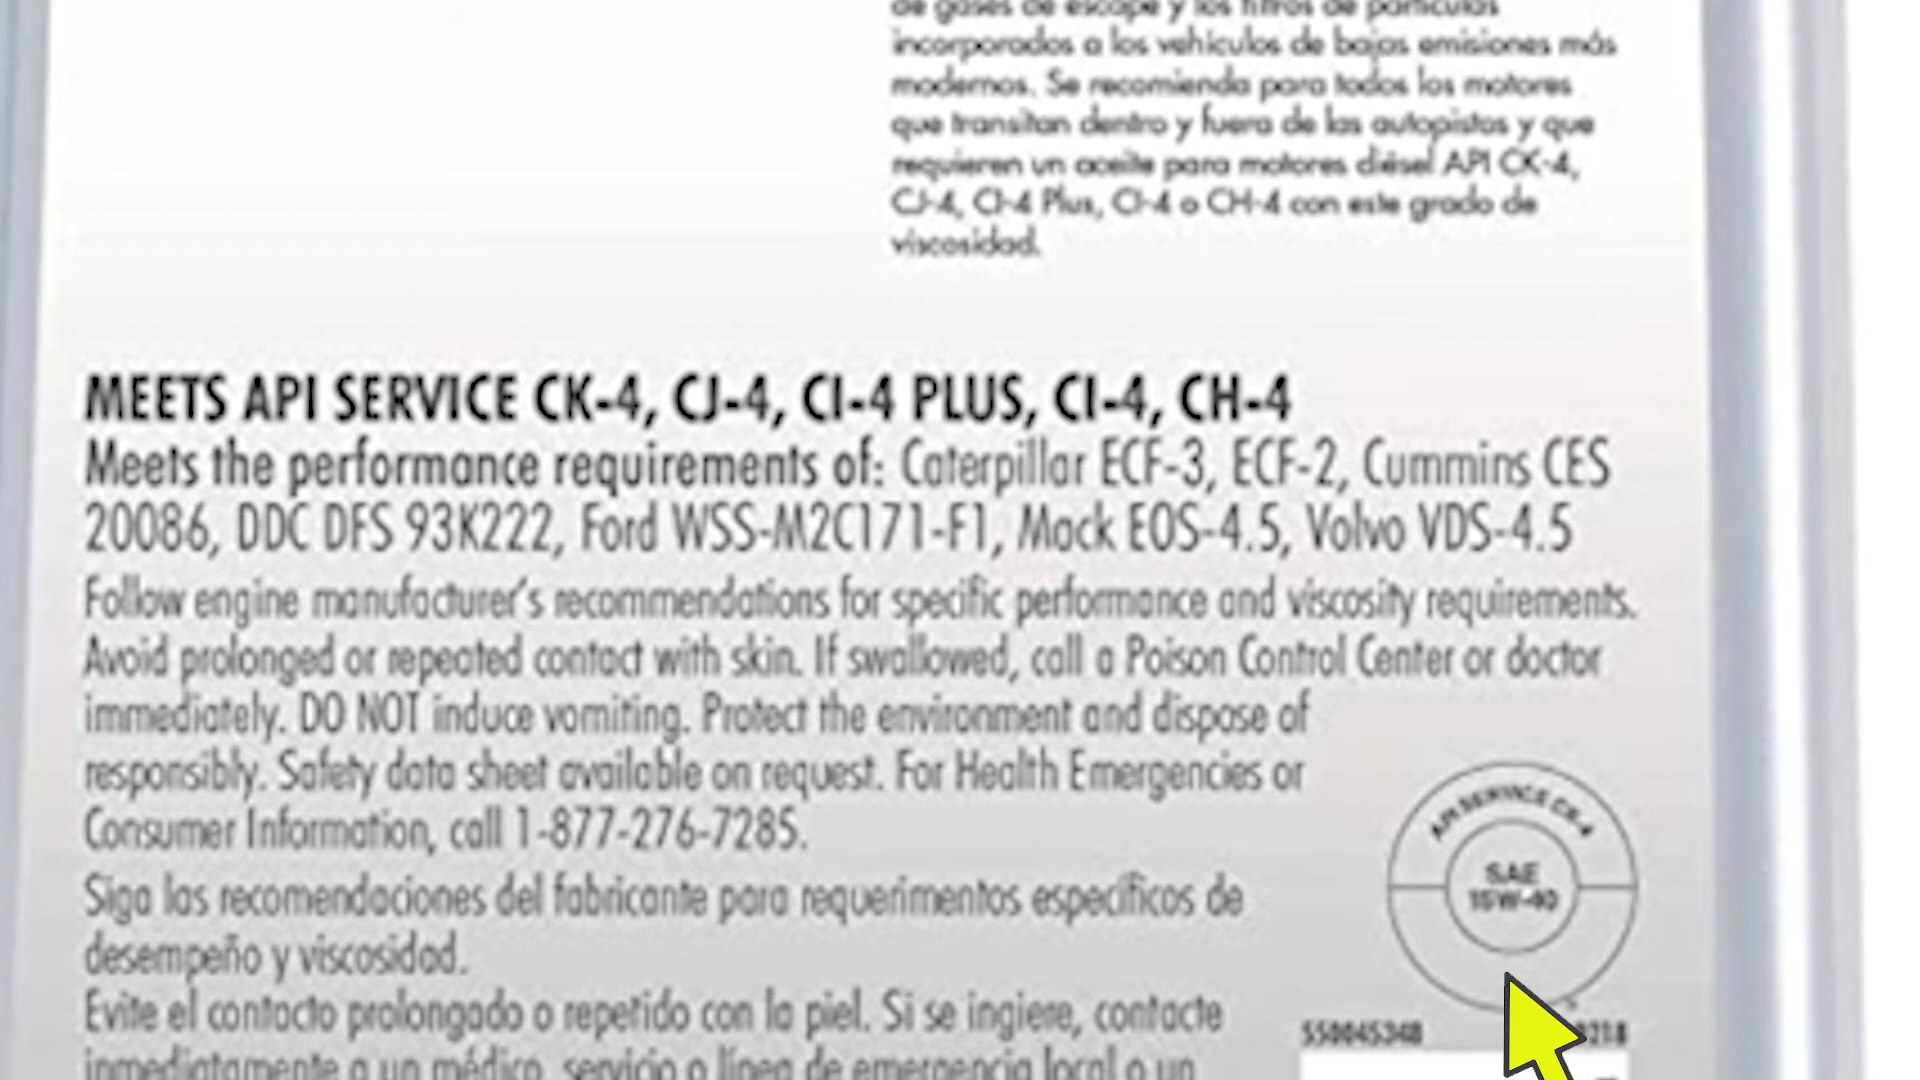 de gases de escape y los filtros de partículas
incorporados a los vehículos de bajas emisiones más
modernos. Se recomienda para todos los motores
que transitan dentro y fuera de las autopistas y que
requieren un aceite para motores diésel API CK-4,
CJ-4, CI-4 Plus, CI-4 o CH-4 con este grado de
viscosidad.
MEETS API SERVICE CK-4, CJ-4, CI-4 PLUS, CI-4, CH-4
Meets the performance requirements of: Caterpillar ECF-3, ECF-2, Cummins CES
20086, DDC DFS 93K222, Ford WSS-M2C171-F1, Mack EOS-4.5, Volvo VDS-4.5
Follow engine manufacturer's recommendations for specific performance and viscosity requirements.
Avoid prolonged or repeated contact with skin. If swallowed, call a Poison Control Center or doctor
immediately. DO NOT induce vomiting. Protect the environment and dispose of
responsibly. Safety data sheet available on request. For Health Emergencies or
Consumer Information, call 1-877-276-7285.
API SERVICE CK-4
SAE
15W-40
Siga las recomendaciones del fabricante para requerimentos específicos de
desempeño y viscosidad.
Evite el contacto prolongado o repetido con la piel. Si se ingiere, contacte
inmediatamente a un médico, servicio o línea de emergencia local o un